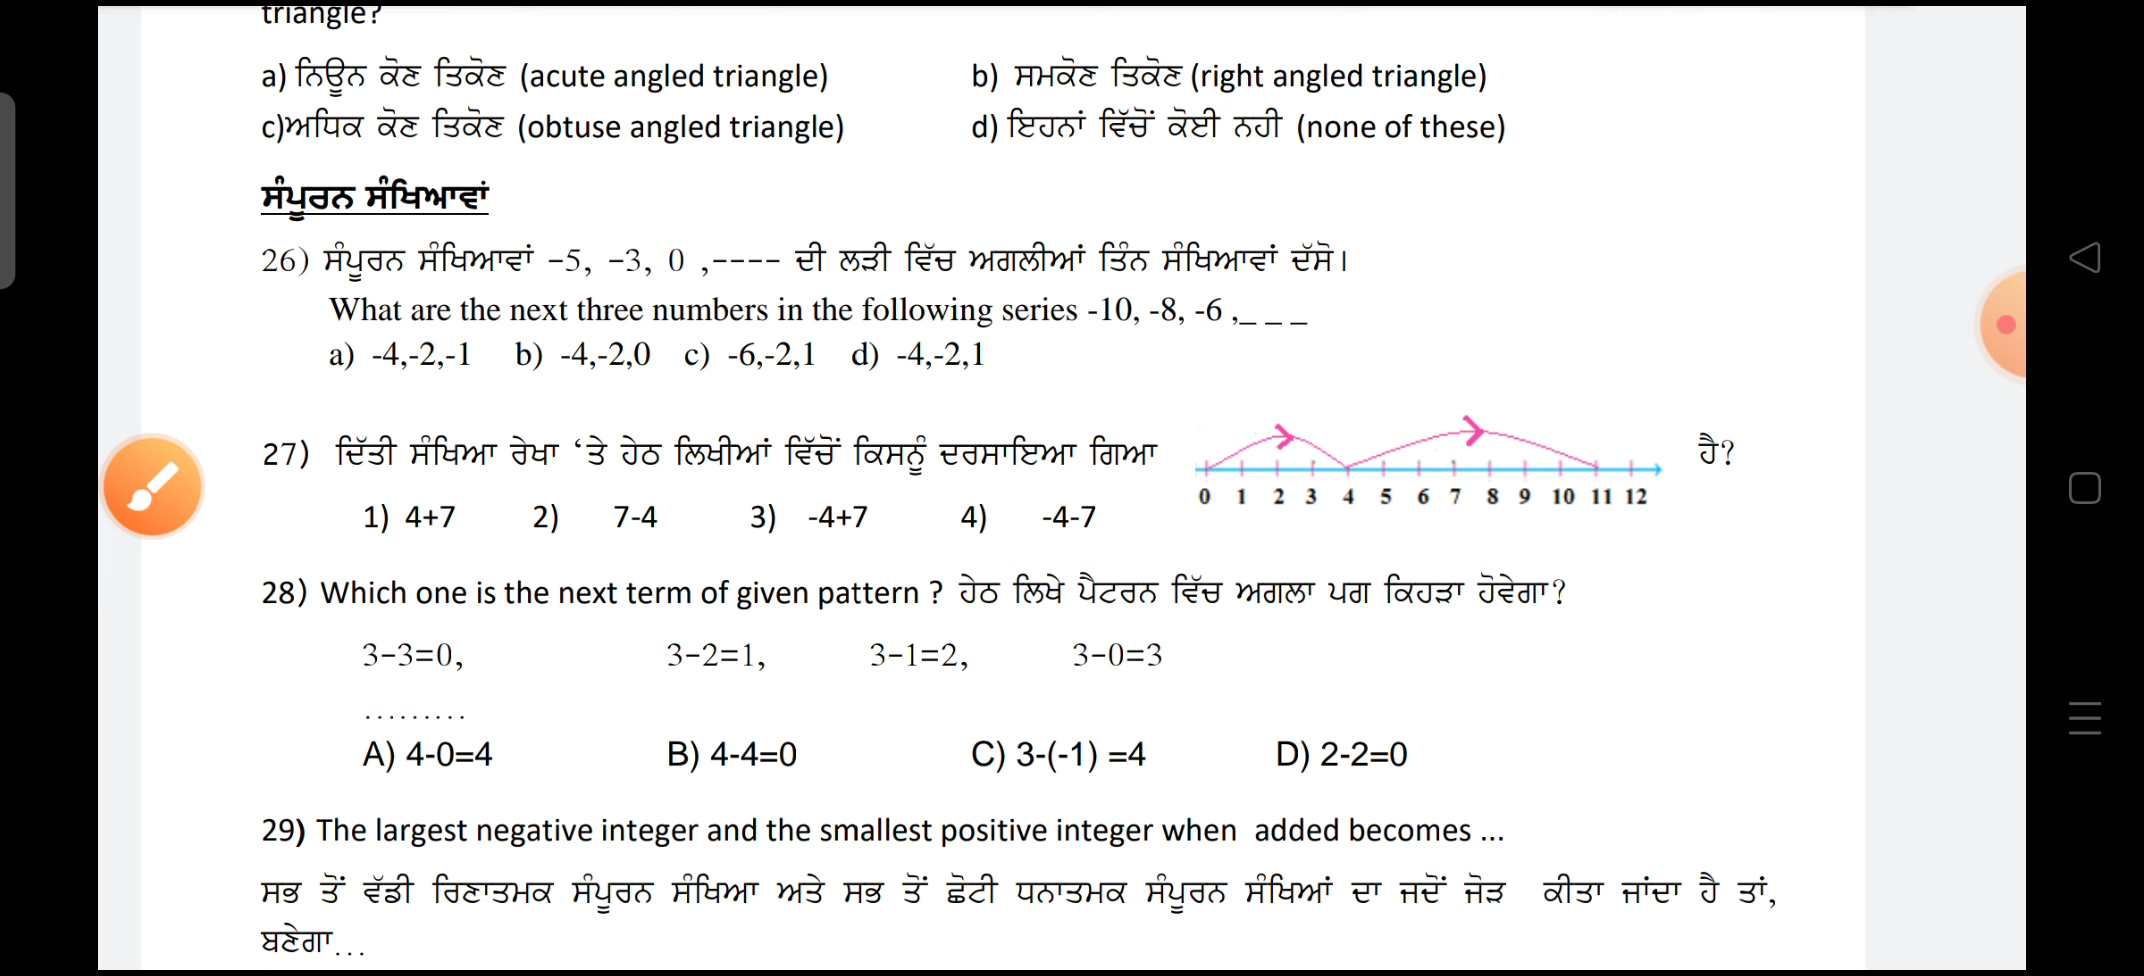 triangle?
a) ਨਿਊਨ ਕੋਣ ਤਿਕੋਣ (acute angled triangle) b) ਸਮਕੋਣ ਤਿਕੋਣ (right angled triangle)
c)ਅਧਿਕ ਕੋਣ ਤਿਕੋਣ (obtuse angled triangle) d) ਇਹਨਾਂ ਵਿੱਚੋਂ ਕੋਈ ਨਹੀ (none of these)
ਸੰਪੂਰਨ ਸੰਖਿਆਵਾਂ
26) ਸੰਪੂਰਨ ਸੰਖਿਆਵਾਂ -5, -3, 0 ,---- ਦੀ ਲੜੀ ਵਿੱਚ ਅਗਲੀਆਂ ਤਿੰਨ ਸੰਖਿਆਵਾਂ ਦੱਸੋ।
What are the next three numbers in the following series -10, -8, -6 ,_ _ _
a) -4,-2,-1 b) -4,-2,0 c) -6,-2,1 d) -4,-2,1
27) ਦਿੱਤੀ ਸੰਖਿਆ ਰੇਖਾ ‘ਤੇ ਹੇਠ ਲਿਖੀਆਂ ਵਿੱਚੋਂ ਕਿਸਨੂੰ ਦਰਸਾਇਆ ਗਿਆ ਹੈ?
0 1 2 3 4 5 6 7 8 9 10 11 12
1) 4+7 2) 7-4 3) -4+7 4) -4-7
28) Which one is the next term of given pattern ? ਹੇਠ ਲਿਖੇ ਪੈਟਰਨ ਵਿੱਚ ਅਗਲਾ ਪਗ ਕਿਹੜਾ ਹੋਵੇਗਾ?
3-3=0, 3-2=1, 3-1=2, 3-0=3
.........
A) 4-0=4 B) 4-4=0 C) 3-(-1) =4 D) 2-2=0
29) The largest negative integer and the smallest positive integer when added becomes ...
ਸਭ ਤੋਂ ਵੱਡੀ ਰਿਣਾਤਮਕ ਸੰਪੂਰਨ ਸੰਖਿਆ ਅਤੇ ਸਭ ਤੋਂ ਛੋਟੀ ਧਨਾਤਮਕ ਸੰਪੂਰਨ ਸੰਖਿਆਂ ਦਾ ਜਦੋਂ ਜੋੜ ਕੀਤਾ ਜਾਂਦਾ ਹੈ ਤਾਂ,
ਬਣੇਗਾ...